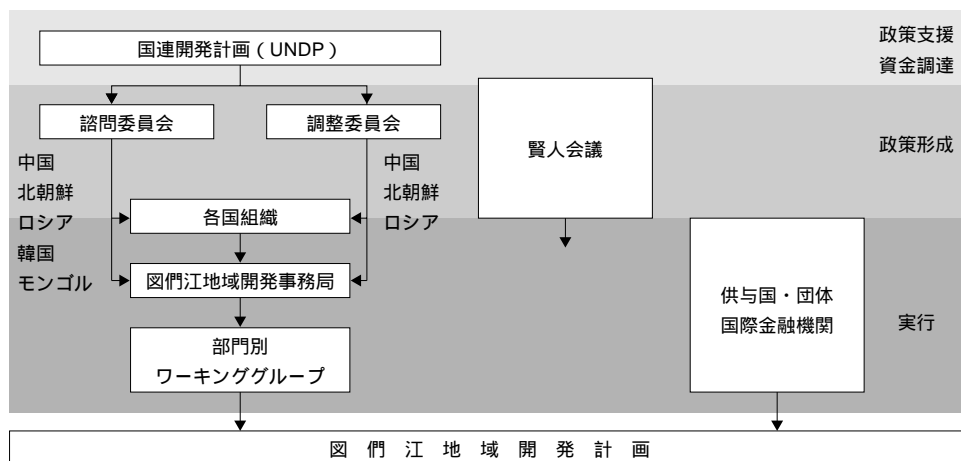 国連開発計画（UNDP）
政策支援
資金調達
諮問委員会
調整委員会
賢人会議
政策形成
中国
北朝鮮
ロシア
韓国
モンゴル
中国
北朝鮮
ロシア
各国組織
図們江地域開発事務局
部門別
ワーキンググループ
供与国・団体
国際金融機関
実行
図們江地域開発計画